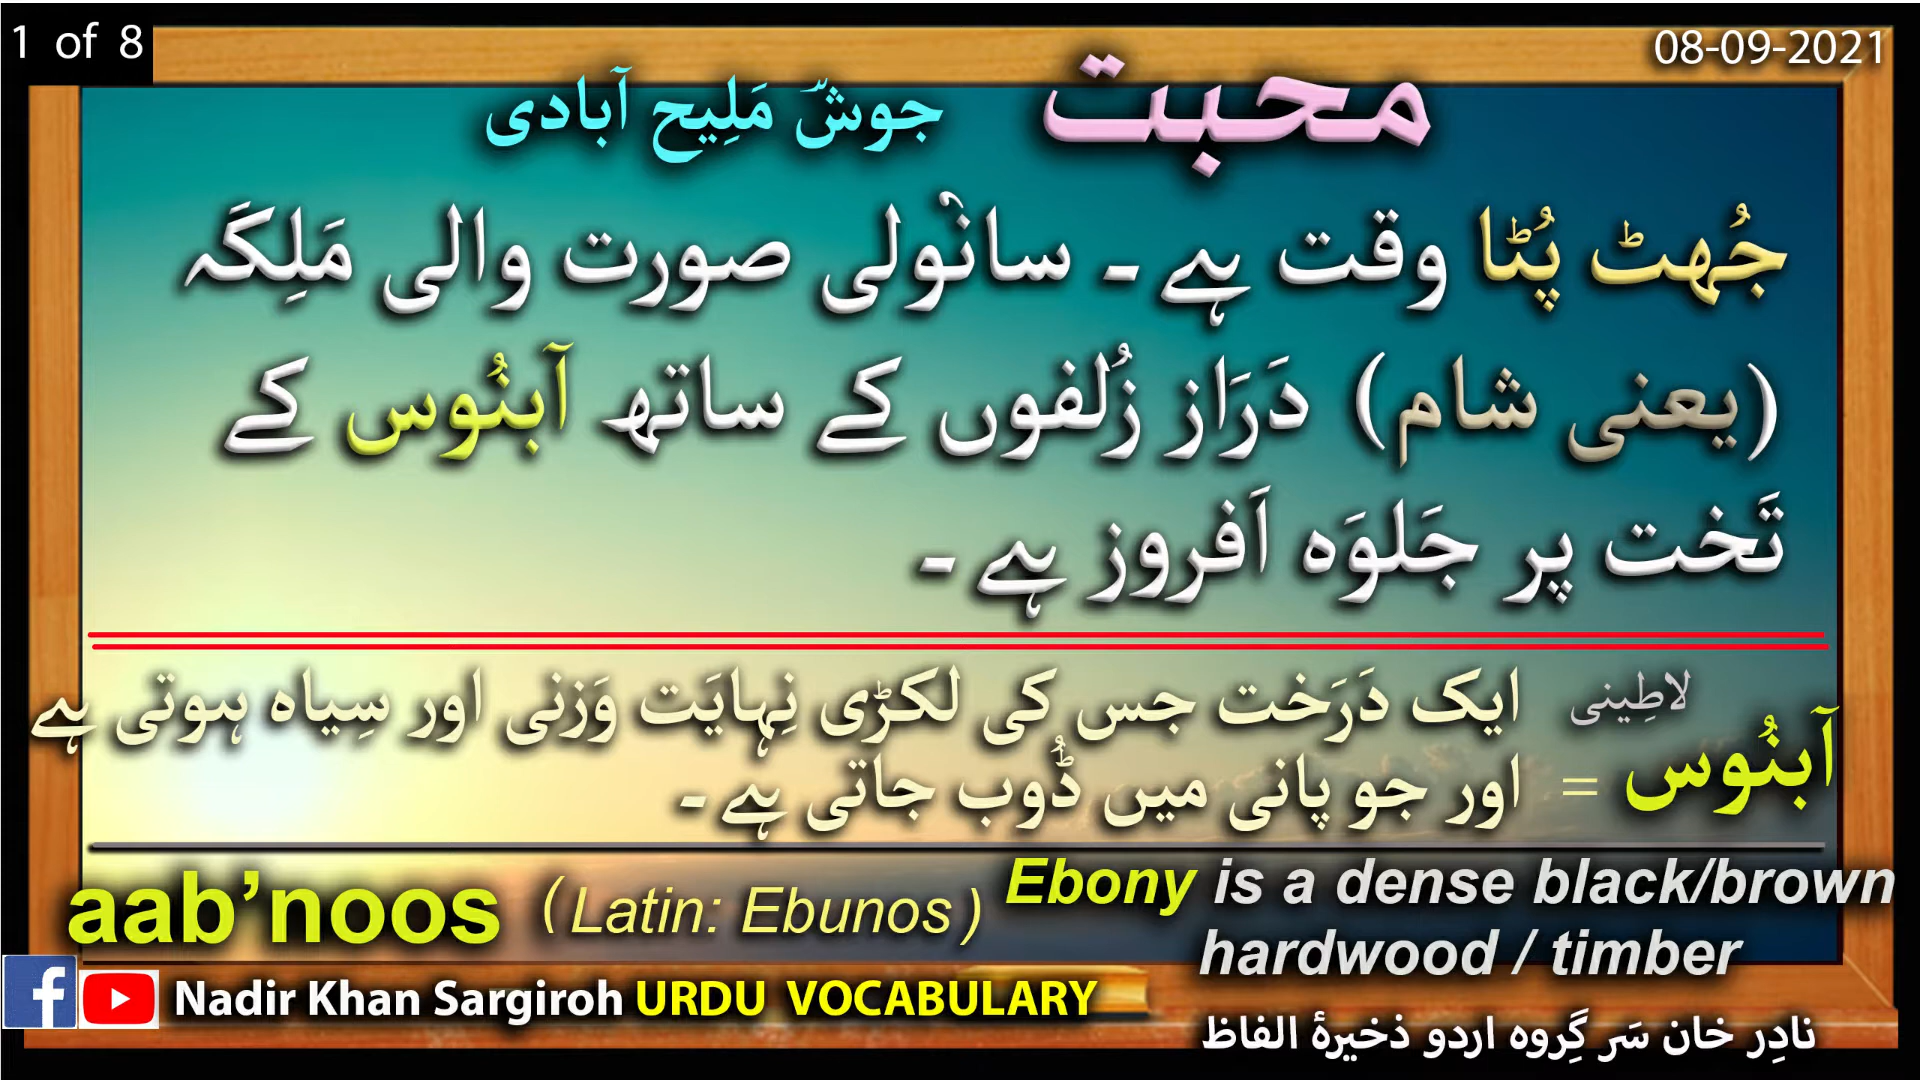 1 of 8
08-09-2021
محبت جوشؔ مَلِیح آبادی
جُھٹ پُٹا وقت ہے۔ سانْولی صورت والی مَلِکَہ
(یعنی شام) دَرَاز زُلفوں کے ساتھ آبنُوس کے
تَخت پر جَلوَہ اَفروز ہے۔
آبنُوس = لاطِینی ایک دَرَخت جس کی لکڑی نِہایَت وَزنی اور سِیاہ ہوتی ہے
اور جو پانی میں ڈُوب جاتی ہے۔
aab’noos (Latin: Ebunos) Ebony is a dense black/brown
hardwood / timber
Nadir Khan Sargiroh URDU VOCABULARY
نادِر خان سَر گِروہ اردو ذخیرۂ الفاظ